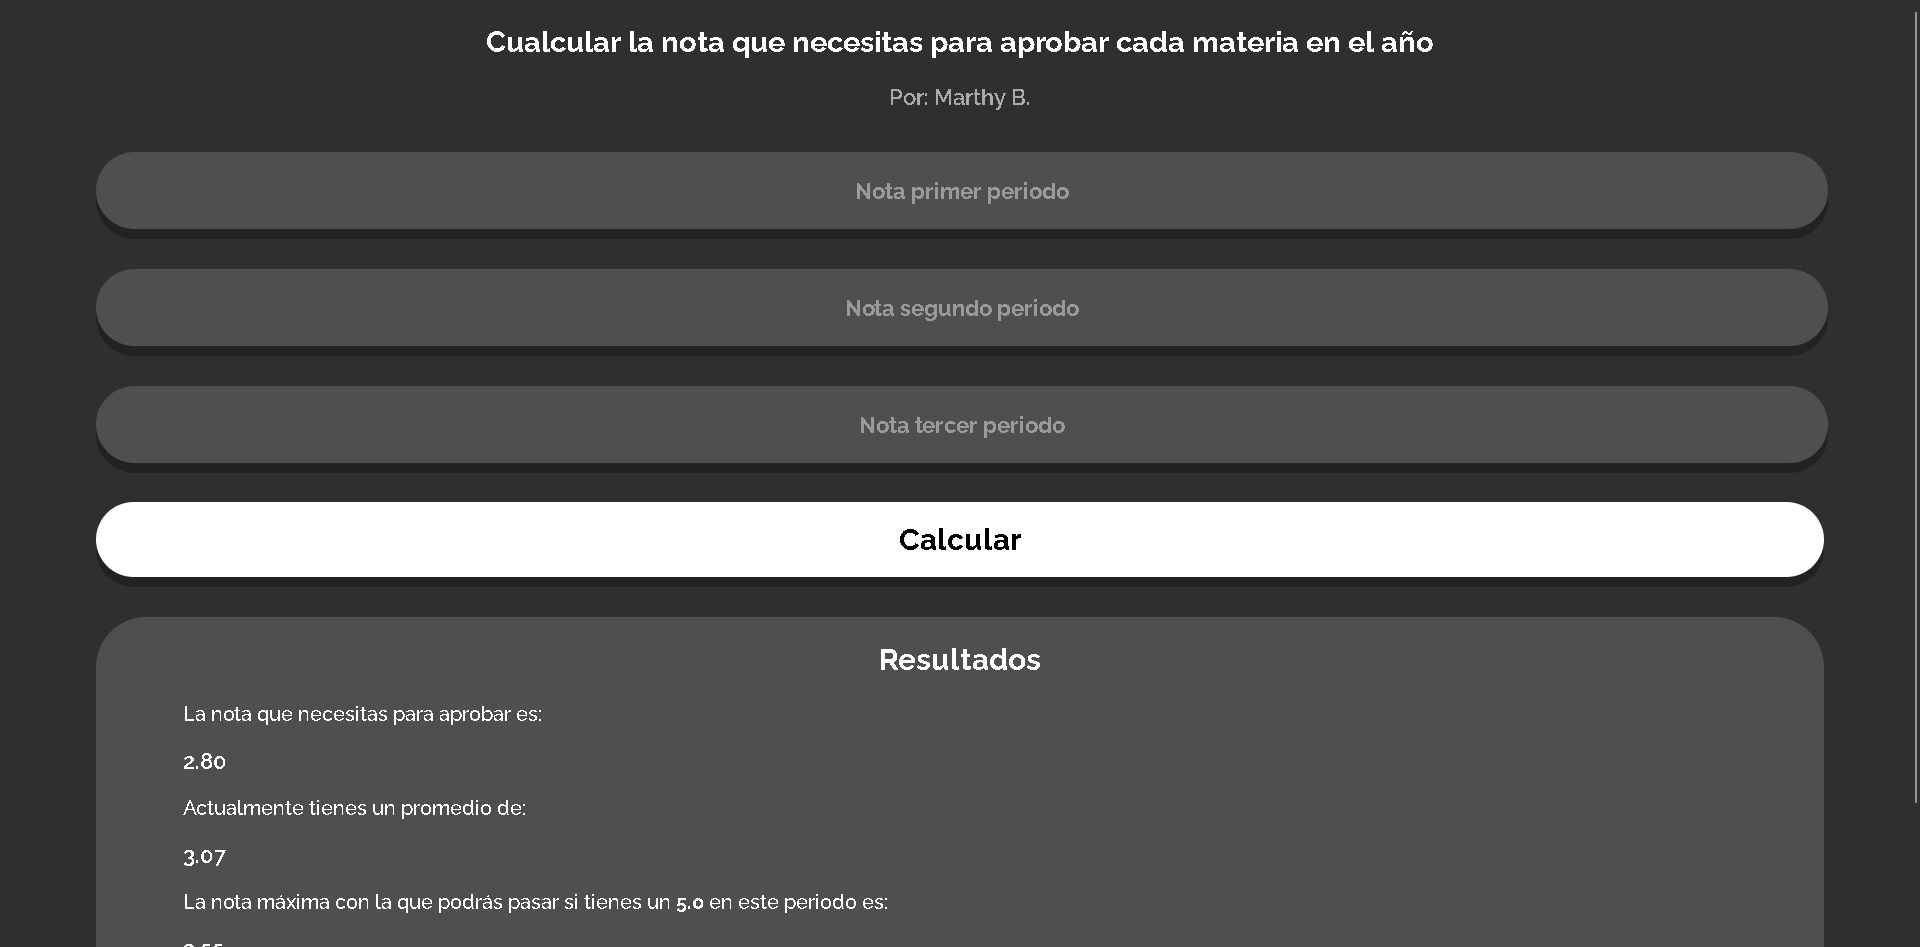 Cualcular la nota que necesitas para aprobar cada materia en el año
Por: Marthy B.
Nota primer periodo
Nota segundo periodo
Nota tercer periodo
Calcular
Resultados
La nota que necesitas para aprobar es:
2.80
Actualmente tienes un promedio de:
3.07
La nota máxima con la que podrás pasar si tienes un 5.0 en este periodo es: